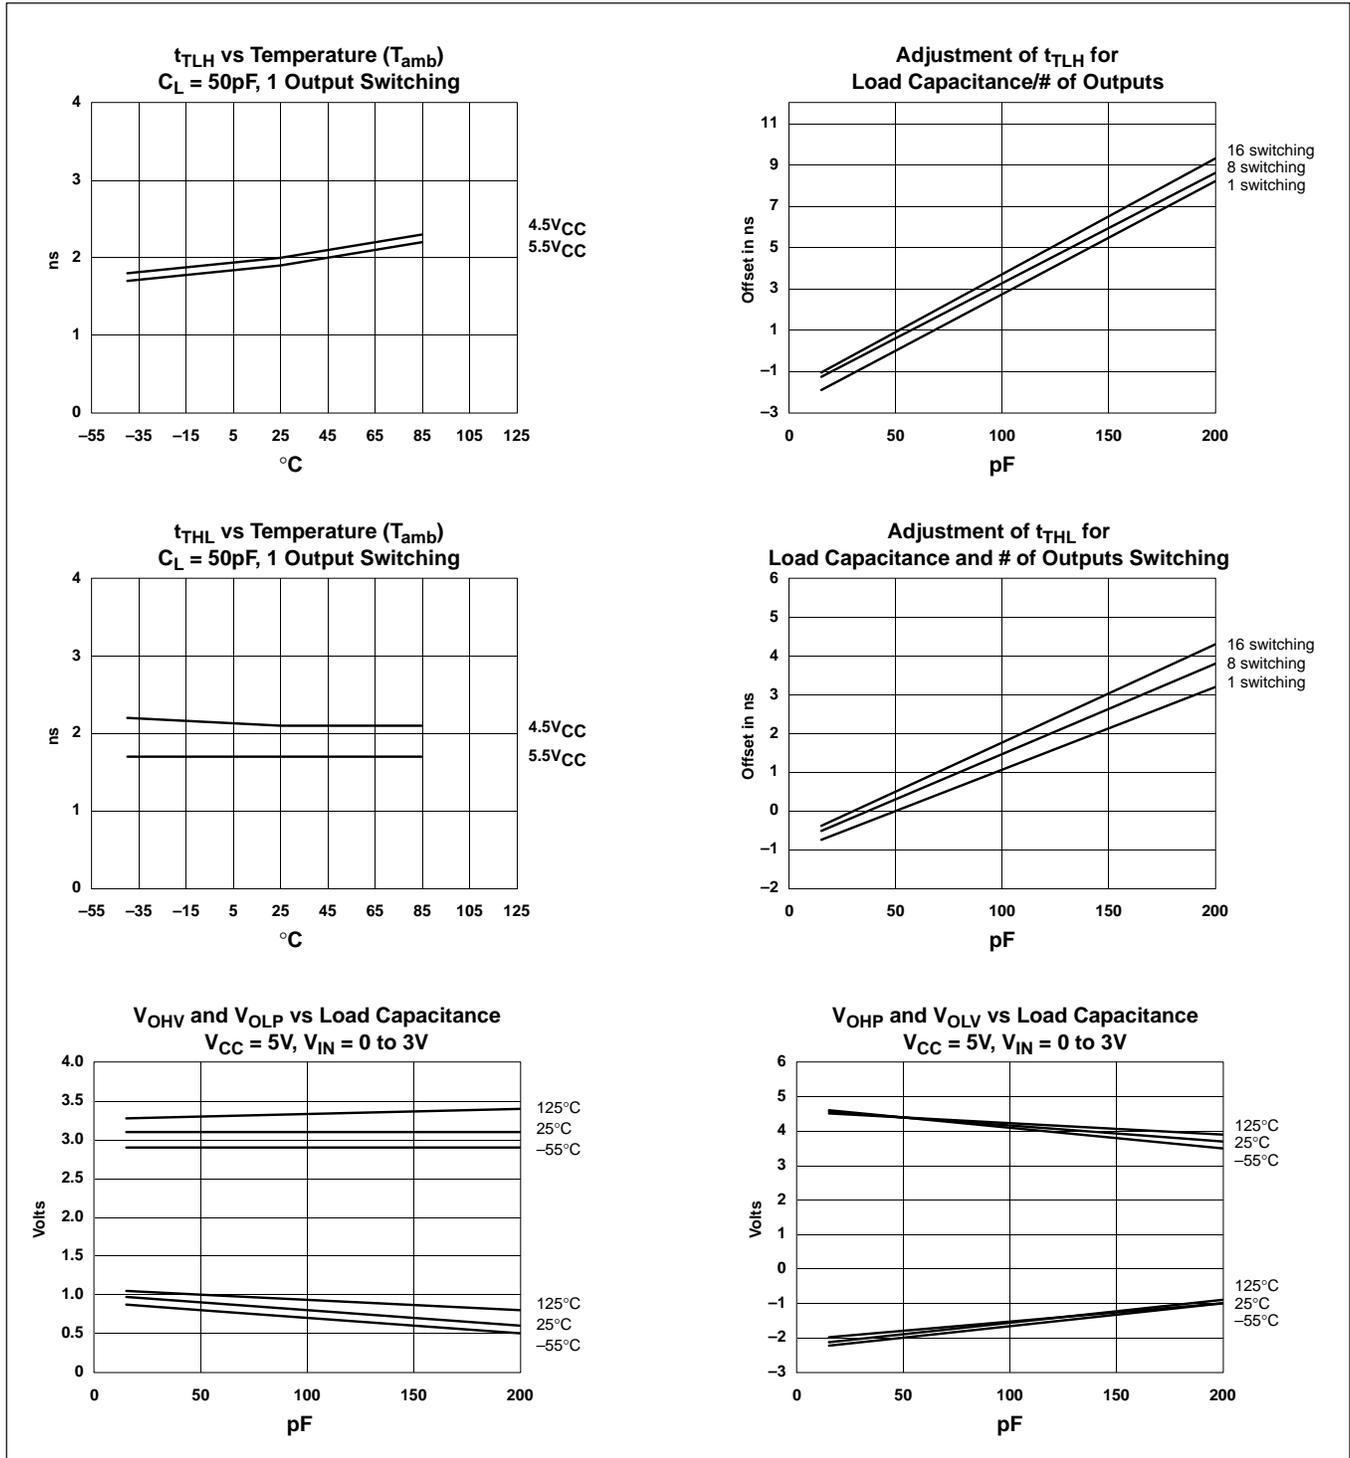 tTLH vs Temperature (Tamb)
CL = 50pF, 1 Output Switching
4
3
2
1
0
ns
–55 –35 –15 5 25 45 65 85 105 125
°C
4.5VCC
5.5VCC
Adjustment of tTLH for
Load Capacitance/# of Outputs
11
9
7
5
3
1
–1
–3
Offset in ns
0 50 100 150 200
pF
16 switching
8 switching
1 switching
tTHL vs Temperature (Tamb)
CL = 50pF, 1 Output Switching
4
3
2
1
0
ns
–55 –35 –15 5 25 45 65 85 105 125
°C
4.5VCC
5.5VCC
Adjustment of tTHL for
Load Capacitance and # of Outputs Switching
6
5
4
3
2
1
0
–1
–2
Offset in ns
0 50 100 150 200
pF
16 switching
8 switching
1 switching
VOHV and VOLP vs Load Capacitance
VCC = 5V, VIN = 0 to 3V
4.0
3.5
3.0
2.5
2.0
1.5
1.0
0.5
0
Volts
0 50 100 150 200
pF
125°C
25°C
–55°C
125°C
25°C
–55°C
VOHP and VOLV vs Load Capacitance
VCC = 5V, VIN = 0 to 3V
6
5
4
3
2
1
0
–1
–2
–3
Volts
0 50 100 150 200
pF
125°C
25°C
–55°C
125°C
25°C
–55°C